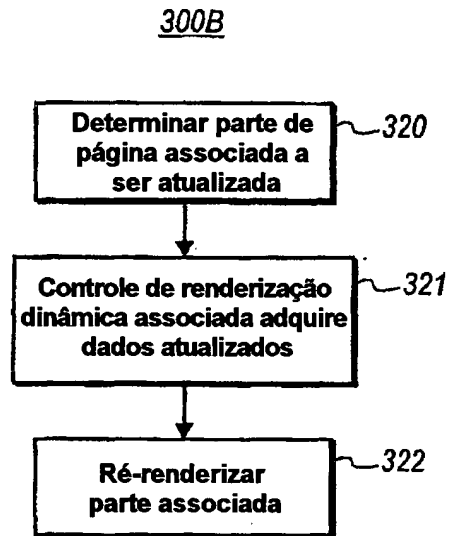 300B
Determinar parte de
página associada a
ser atualizada
320
Controle de renderização
dinâmica associada adquire
dados atualizados
321
Ré-renderizar
parte associada
322